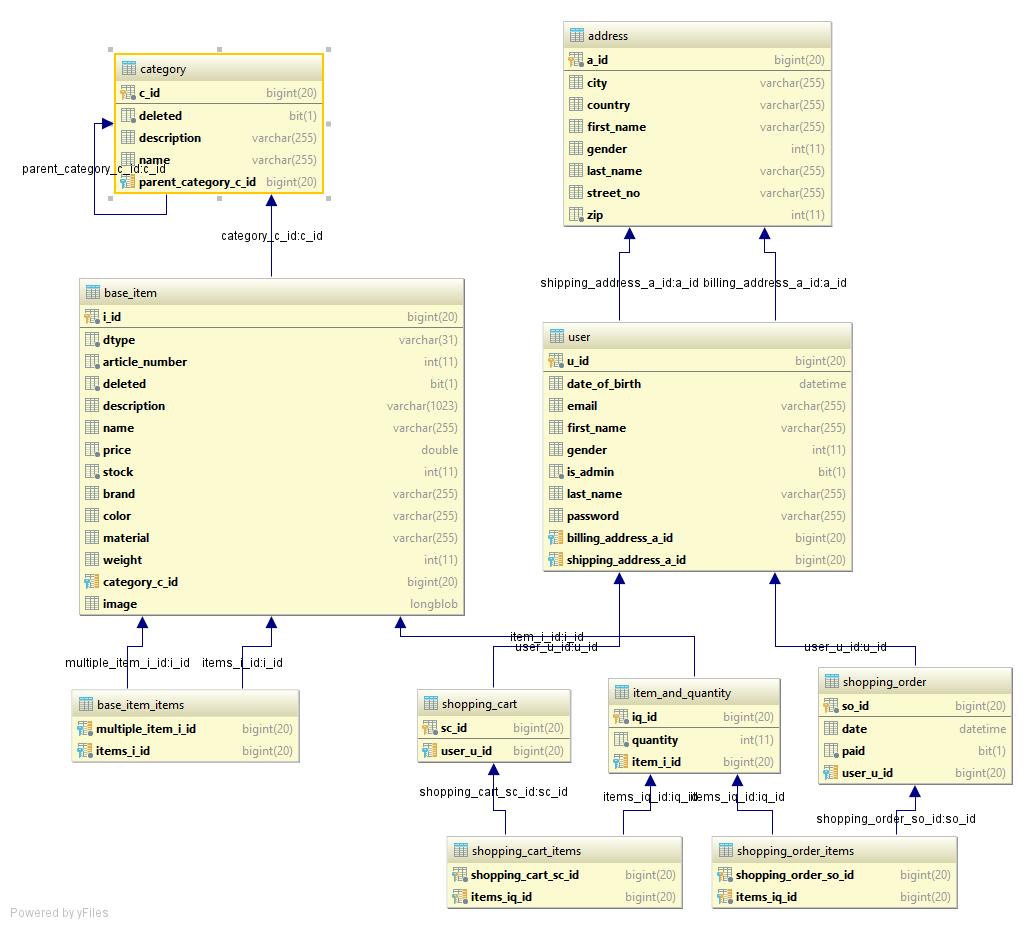 category
c_id bigint(20)
deleted bit(1)
description varchar(255)
name varchar(255)
parent_category_c_id bigint(20)
parent_category_c_id:c_id
category_c_id:c_id
address
a_id bigint(20)
city varchar(255)
country varchar(255)
first_name varchar(255)
gender int(11)
last_name varchar(255)
street_no varchar(255)
zip int(11)
shipping_address_a_id:a_id
billing_address_a_id:a_id
base_item
i_id bigint(20)
dtype varchar(31)
article_number int(11)
deleted bit(1)
description varchar(1023)
name varchar(255)
price double
stock int(11)
brand varchar(255)
color varchar(255)
material varchar(255)
weight int(11)
category_c_id bigint(20)
image longblob
user
u_id bigint(20)
date_of_birth datetime
email varchar(255)
first_name varchar(255)
gender int(11)
is_admin bit(1)
last_name varchar(255)
password varchar(255)
billing_address_a_id bigint(20)
shipping_address_a_id bigint(20)
multiple_item_i_id:i_id
items_i_id:i_id
item_i_id:i_id
user_u_id:u_id
user_u_id:u_id
base_item_items
multiple_item_i_id bigint(20)
items_i_id bigint(20)
shopping_cart
sc_id bigint(20)
user_u_id bigint(20)
item_and_quantity
iq_id bigint(20)
quantity int(11)
item_i_id bigint(20)
shopping_order
so_id bigint(20)
date datetime
paid bit(1)
user_u_id bigint(20)
shopping_cart_sc_id:sc_id
items_iq_id:iq_id
items_iq_id:iq_id
shopping_order_so_id:so_id
shopping_cart_items
shopping_cart_sc_id bigint(20)
items_iq_id bigint(20)
shopping_order_items
shopping_order_so_id bigint(20)
items_iq_id bigint(20)
Powered by yFiles